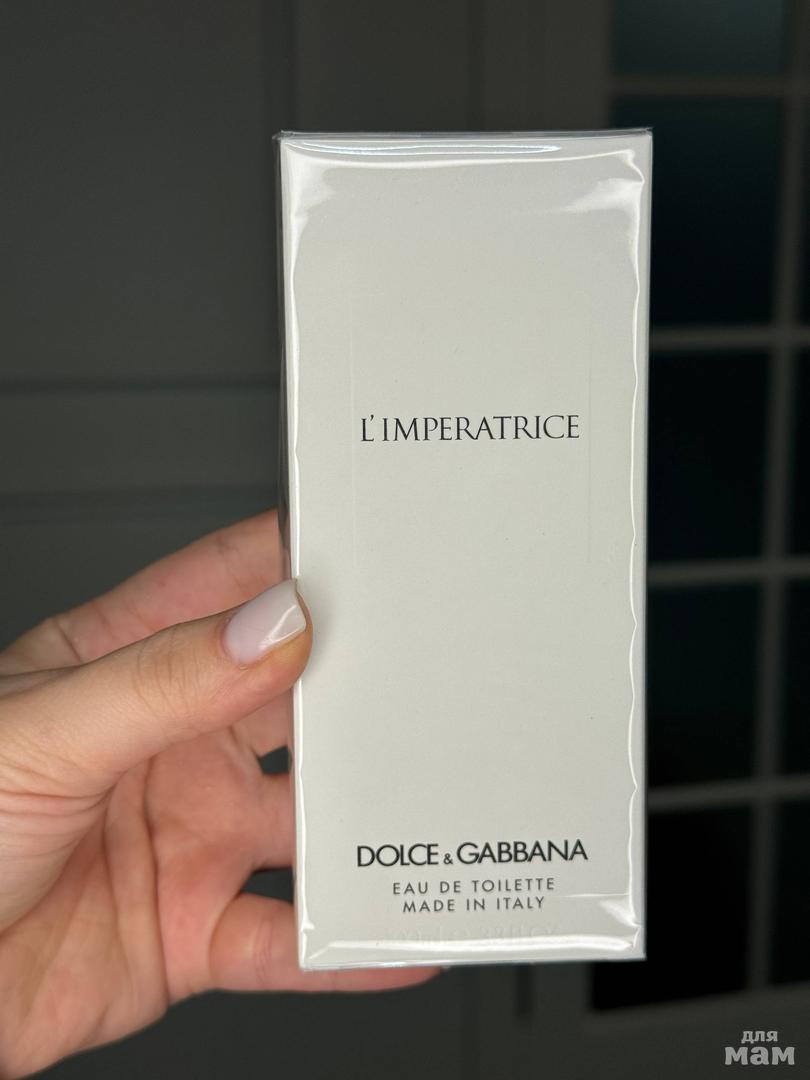 L'IMPERATRICE
DOLCE & GABBANA
EAU DE TOILETTE
MADE IN ITALY
для
мам